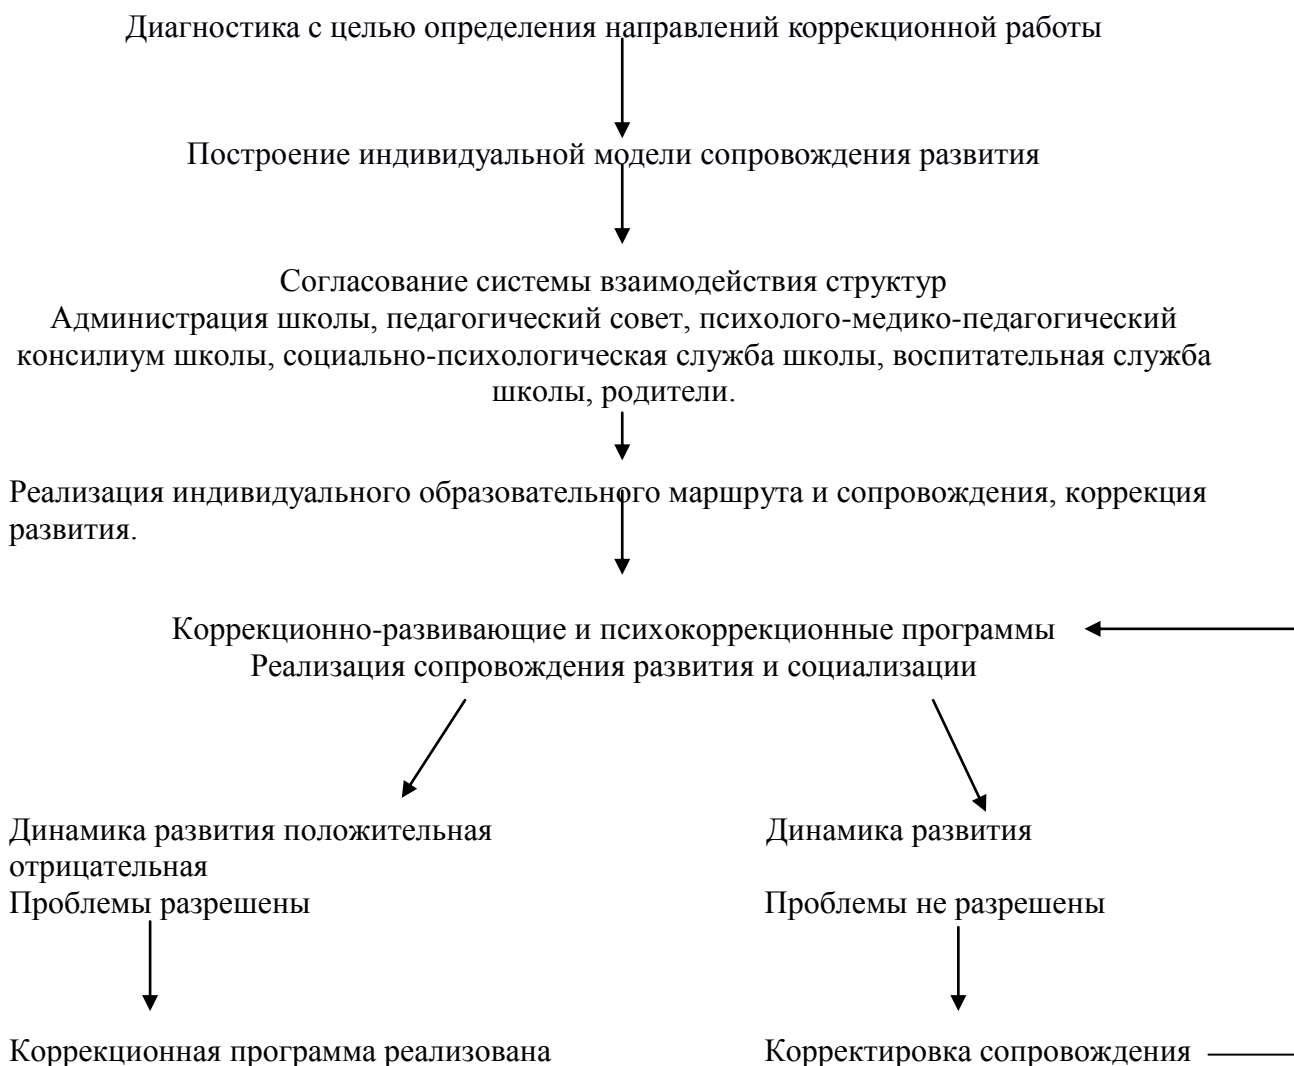 Диагностика с целью определения направлений коррекционной работы
Построение индивидуальной модели сопровождения развития
Согласование системы взаимодействия структур
Администрация школы, педагогический совет, психолого-медико-педагогический
консилиум школы, социально-психологическая служба школы, воспитательная служба
школы, родители.
Реализация индивидуального образовательного маршрута и сопровождения, коррекция
развития.
Коррекционно-развивающие и психокоррекционные программы
Реализация сопровождения развития и социализации
Динамика развития положительная Динамика развития
отрицательная
Проблемы разрешены Проблемы не разрешены
Коррекционная программа реализована Корректировка сопровождения